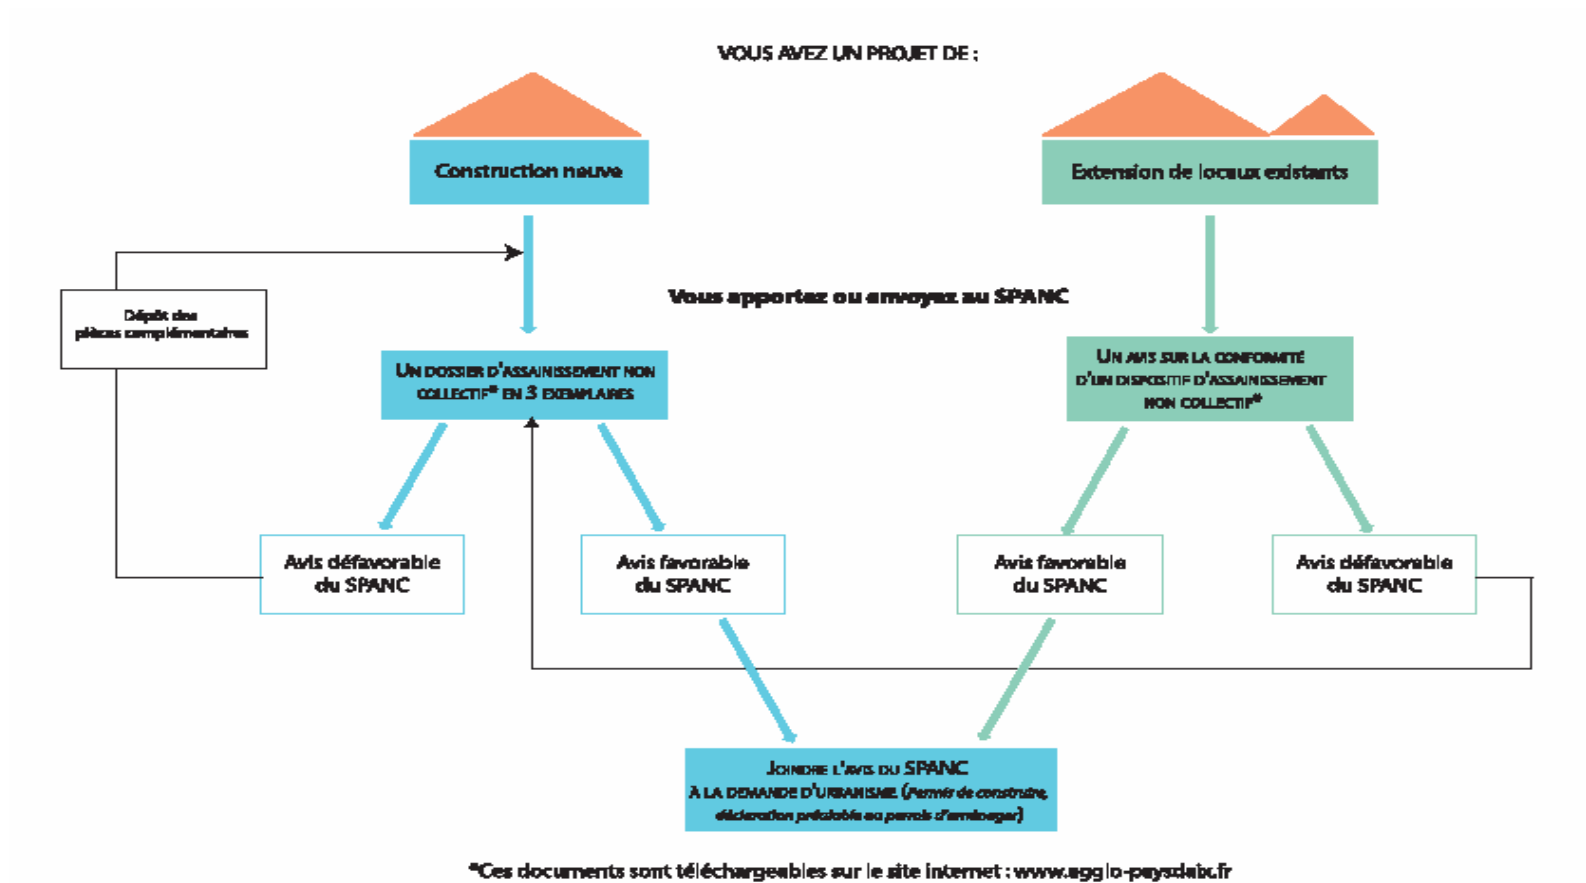 VOUS AVEZ UN PROJET DE :
Construction neuve
Extension de locaux existants
Vous apportez ou envoyez au SPANC
Dépôt des
pièces complémentaires
UN DOSSIER D'ASSAINISSEMENT NON
COLLECTIF* EN 3 EXEMPLAIRES
UN AVIS SUR LA CONFORMITÉ
D'UN DISPOSITIF D'ASSAINISSEMENT
NON COLLECTIF*
Avis défavorable
du SPANC
Avis favorable
du SPANC
Avis favorable
du SPANC
Avis défavorable
du SPANC
JOINDRE L'AVIS DU SPANC
À LA DEMANDE D'URBANISME (Permis de construire,
déclaration préalable ou permis d'aménager)
*Ces documents sont téléchargeables sur le site internet : www.agglo-paysdaix.fr